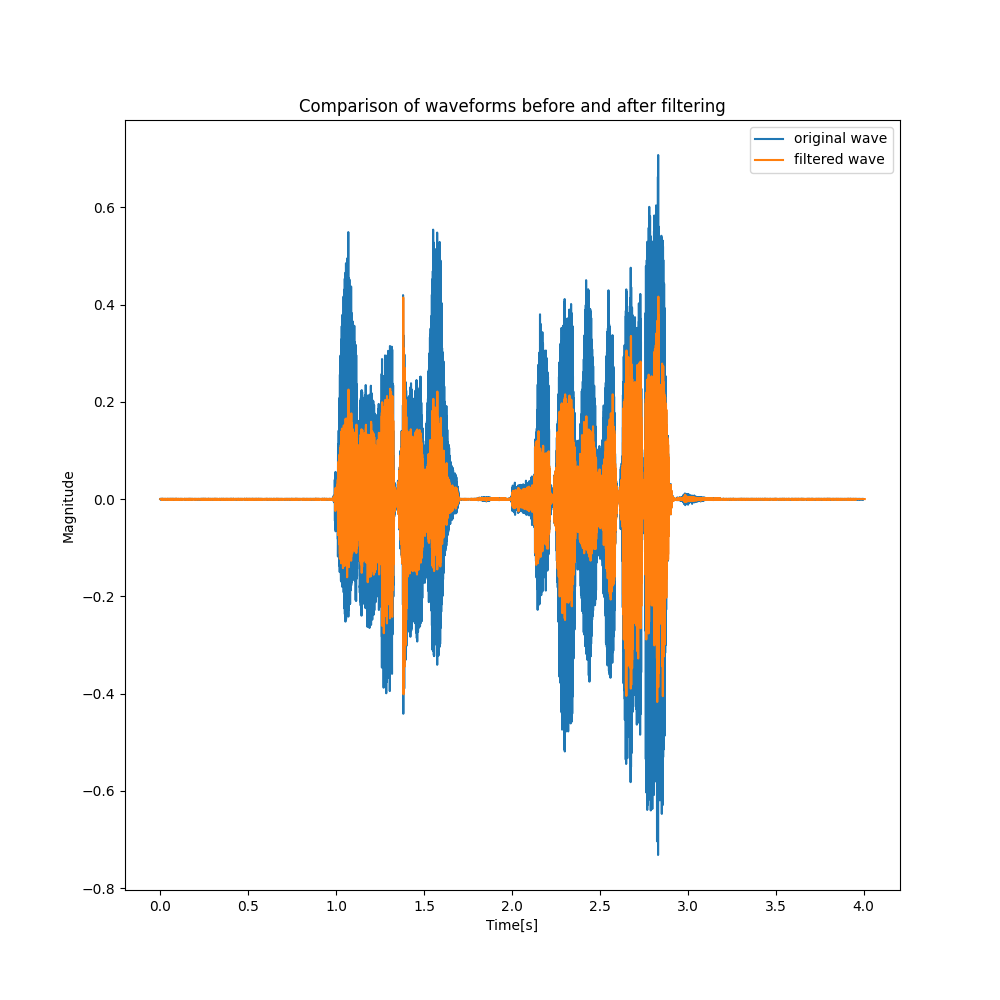 Comparison of waveforms before and after filtering
original wave
filtered wave
Magnitude
0.6
0.4
0.2
0.0
−0.2
−0.4
−0.6
−0.8
0.0 0.5 1.0 1.5 2.0 2.5 3.0 3.5 4.0
Time[s]